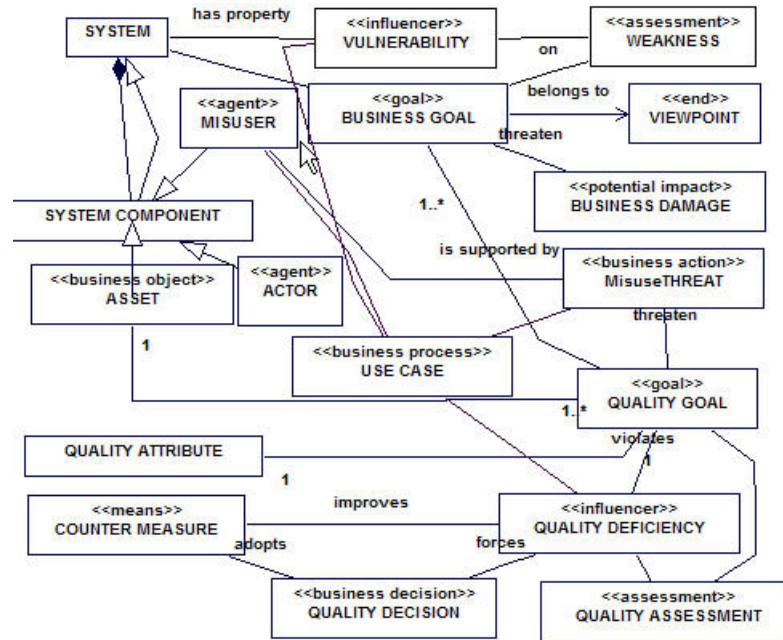 has property
SYSTEM
<<influencer>>
VULNERABILITY
on
<<assessment>>
WEAKNESS
<<agent>>
MISUSER
<<goal>>
BUSINESS GOAL
belongs to
threaten
<<end>>
VIEWPOINT
1..*
<<potential impact>>
BUSINESS DAMAGE
SYSTEM COMPONENT
is supported by
<<business object>>
ASSET
<<agent>>
ACTOR
<<business action>>
MisuseTHREAT
threaten
1
<<business process>>
USE CASE
<<goal>>
QUALITY GOAL
1..*
violates
1
QUALITY ATTRIBUTE
1
<<means>>
COUNTER MEASURE
improves
<<influencer>>
QUALITY DEFICIENCY
adopts
forces
<<business decision>>
QUALITY DECISION
<<assessment>>
QUALITY ASSESSMENT